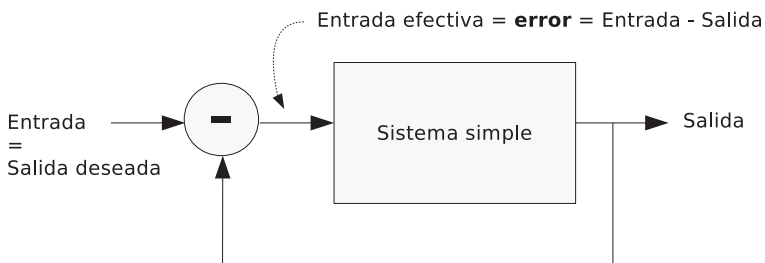 Entrada efectiva = error = Entrada - Salida
Entrada
=
Salida deseada
-
Sistema simple
Salida